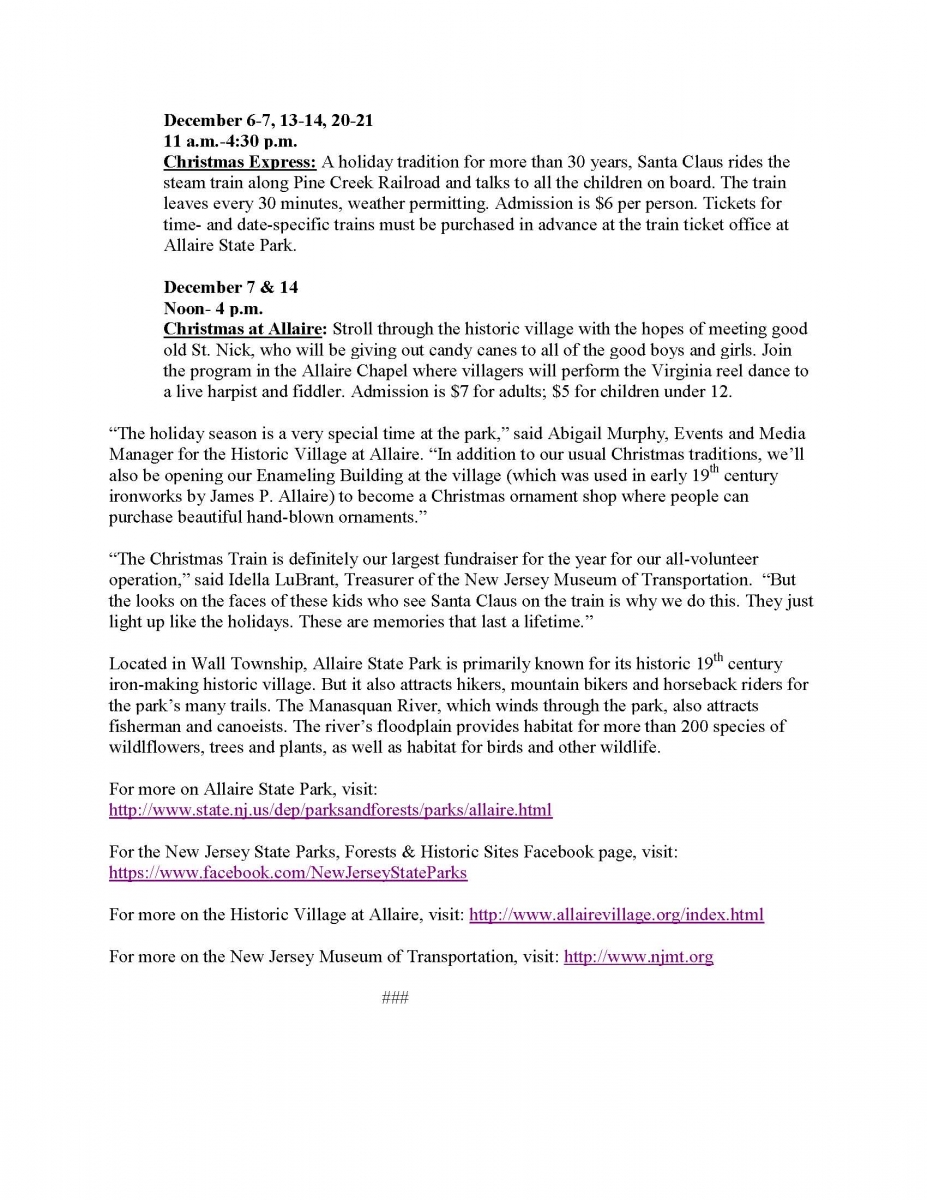 December 6-7, 13-14, 20-21
11 a.m.-4:30 p.m.
Christmas Express: A holiday tradition for more than 30 years, Santa Claus rides the
steam train along Pine Creek Railroad and talks to all the children on board. The train
leaves every 30 minutes, weather permitting. Admission is $6 per person. Tickets for
time- and date-specific trains must be purchased in advance at the train ticket office at
Allaire State Park.
December 7 & 14
Noon- 4 p.m.
Christmas at Allaire: Stroll through the historic village with the hopes of meeting good
old St. Nick, who will be giving out candy canes to all of the good boys and girls. Join
the program in the Allaire Chapel where villagers will perform the Virginia reel dance to
a live harpist and fiddler. Admission is $7 for adults; $5 for children under 12.
“The holiday season is a very special time at the park,” said Abigail Murphy, Events and Media
Manager for the Historic Village at Allaire. “In addition to our usual Christmas traditions, we’ll
also be opening our Enameling Building at the village (which was used in early 19th century
ironworks by James P. Allaire) to become a Christmas ornament shop where people can
purchase beautiful hand-blown ornaments.”
“The Christmas Train is definitely our largest fundraiser for the year for our all-volunteer
operation,” said Idella LuBrant, Treasurer of the New Jersey Museum of Transportation. “But
the looks on the faces of these kids who see Santa Claus on the train is why we do this. They just
light up like the holidays. These are memories that last a lifetime.”
Located in Wall Township, Allaire State Park is primarily known for its historic 19th century
iron-making historic village. But it also attracts hikers, mountain bikers and horseback riders for
the park’s many trails. The Manasquan River, which winds through the park, also attracts
fisherman and canoeists. The river’s floodplain provides habitat for more than 200 species of
wildlflowers, trees and plants, as well as habitat for birds and other wildlife.
For more on Allaire State Park, visit:
http://www.state.nj.us/dep/parksandforests/parks/allaire.html
For the New Jersey State Parks, Forests & Historic Sites Facebook page, visit:
https://www.facebook.com/NewJerseyStateParks
For more on the Historic Village at Allaire, visit: http://www.allairevillage.org/index.html
For more on the New Jersey Museum of Transportation, visit: http://www.njmt.org
###